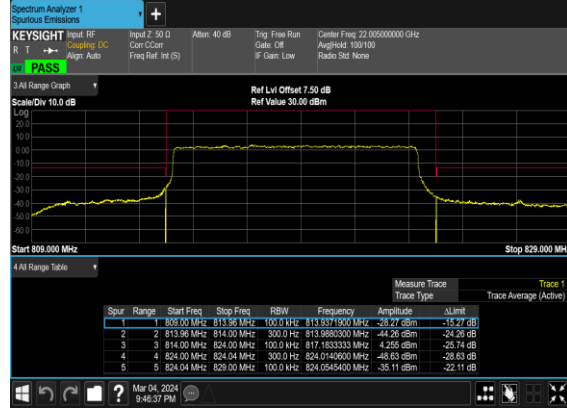 Spectrum Analyzer 1
Spurious Emissions
KEYSIGHT Input: RF Input Z: 50 Ω Atten: 40 dB Trig: Free Run Center Freq: 22.005000000 GHz
R T Coupling: DC Corr CCorr Gate: Off Avg|Hold: 100/100
Align: Auto Freq Ref: Int (S) IF Gain: Low Radio Std: None
LW PASS
3 All Range Graph
Ref Lvl Offset 7.50 dB
Scale/Div 10.0 dB Ref Value 30.00 dBm
Log
20.0
10.0
0.00
-10.0
-20.0
-30.0
-40.0
-50.0
-60.0
Start 809.000 MHz Stop 829.000 MH
4 All Range Table
Measure Trace Trace 1
Trace Type Trace Average (Active)
Spur Range Start Freq Stop Freq RBW Frequency Amplitude ΔLimit
1 1 809.00 MHz 813.96 MHz 100.0 kHz 813.9371900 MHz -28.27 dBm -15.27 dB
2 2 813.96 MHz 814.00 MHz 300.0 Hz 813.9880300 MHz -44.26 dBm -24.26 dB
3 3 814.00 MHz 824.00 MHz 100.0 kHz 817.1833333 MHz 4.255 dBm -25.74 dB
4 4 824.00 MHz 824.04 MHz 300.0 Hz 824.0140600 MHz -48.63 dBm -28.63 dB
5 5 824.04 MHz 829.00 MHz 100.0 kHz 824.0545400 MHz -35.11 dBm -22.11 dB
? Mar 04, 2024
9:46:37 PM